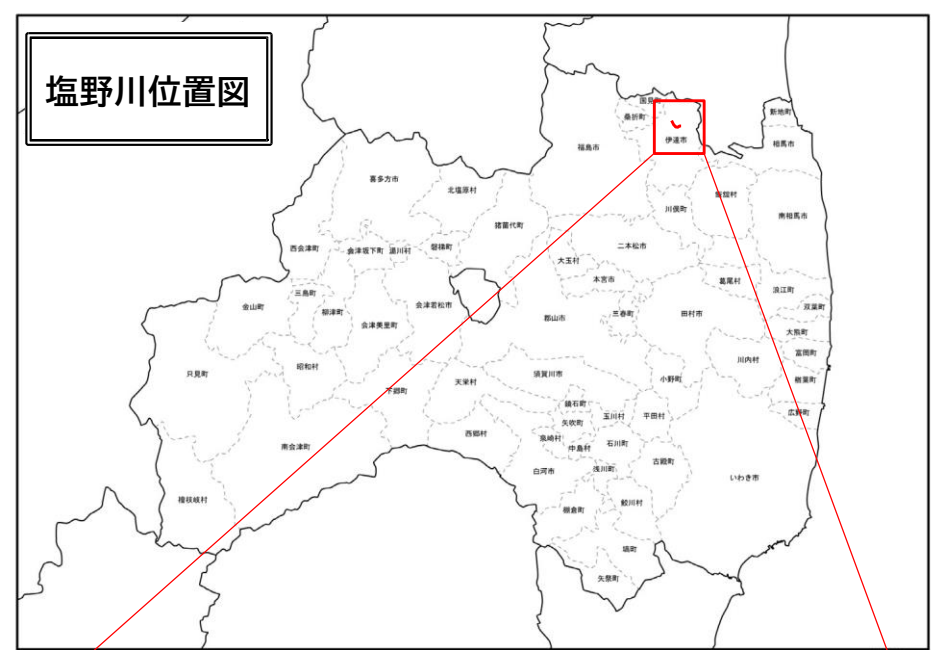 塩野川位置図
国見町
桑折町
新地町
伊達市
相馬市
福島市
喜多方市
北塩原村
飯舘村
川俣町
南相馬市
猪苗代町
西会津町
会津坂下町
湯川村
磐梯町
二本松市
大玉村
本宮市
葛尾村
浪江町
三島町
金山町
柳津町
会津若松市
会津美里町
郡山市
三春町
田村市
双葉町
大熊町
富岡町
川内村
昭和村
只見町
下郷町
天栄村
須賀川市
小野町
楢葉町
鏡石町
矢吹町
玉川村
平田村
広野町
西郷村
泉崎村
中島村
石川町
南会津町
白河市
浅川町
古殿町
いわき市
檜枝岐村
棚倉町
鮫川村
塙町
矢祭町